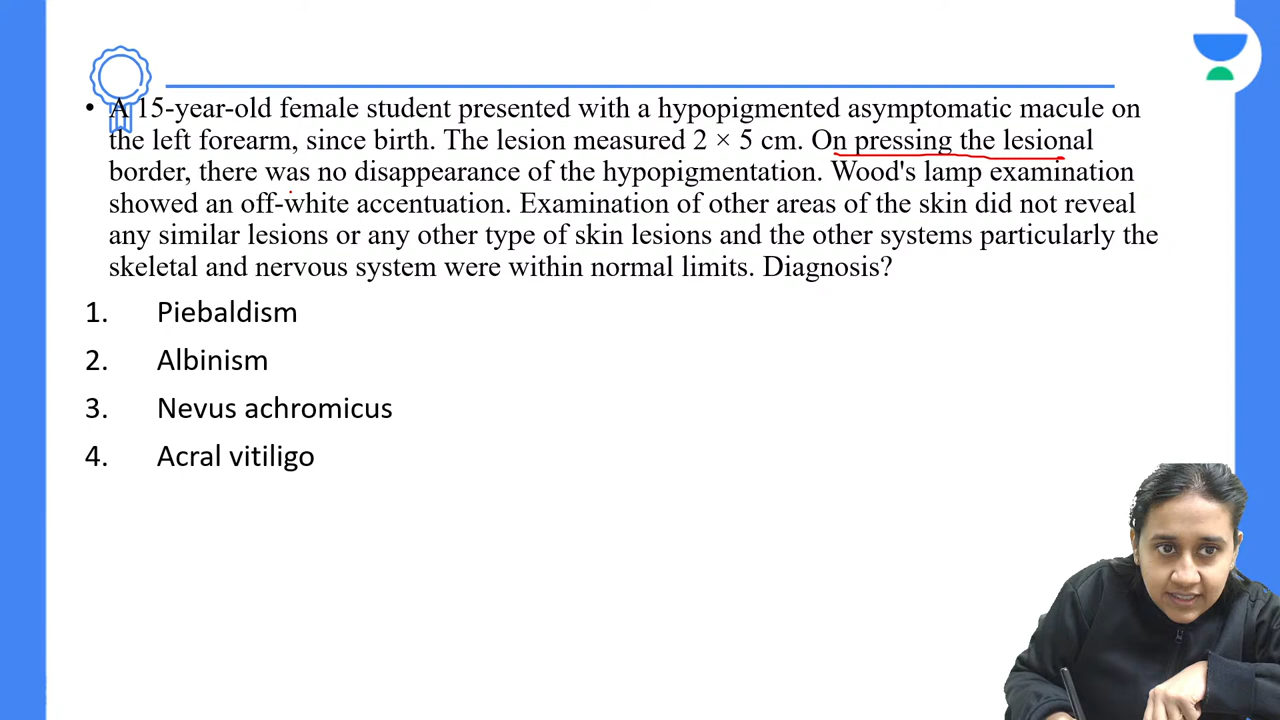 • A 15-year-old female student presented with a hypopigmented asymptomatic macule on
the left forearm, since birth. The lesion measured 2 × 5 cm. On pressing the lesional
border, there was no disappearance of the hypopigmentation. Wood's lamp examination
showed an off-white accentuation. Examination of other areas of the skin did not reveal
any similar lesions or any other type of skin lesions and the other systems particularly the
skeletal and nervous system were within normal limits. Diagnosis?
1. Piebaldism
2. Albinism
3. Nevus achromicus
4. Acral vitiligo